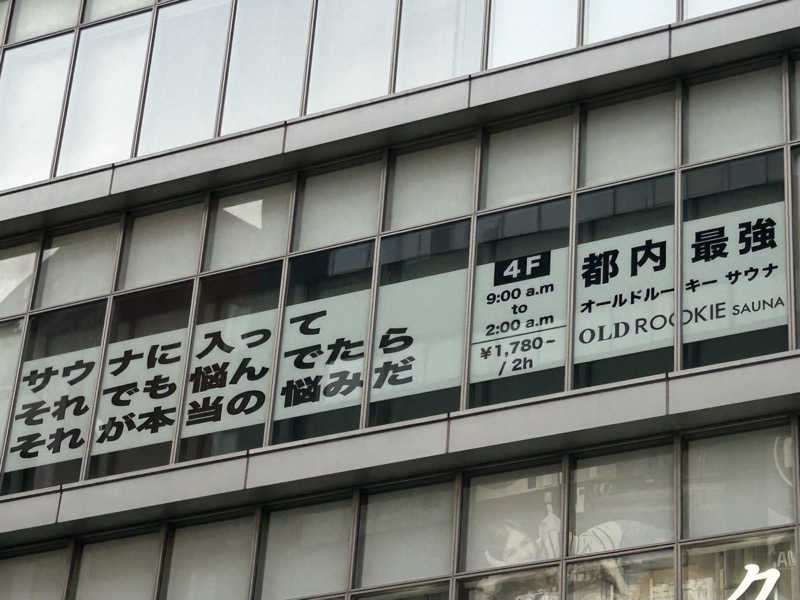 サウナに入って
それでも悩んでたら
それが本当の悩みだ
4F
9:00 a.m
to
2:00 a.m
¥1,780-
/ 2h
都内最強
オールドルーキーサウナ
OLD ROOKIE SAUNA
ク